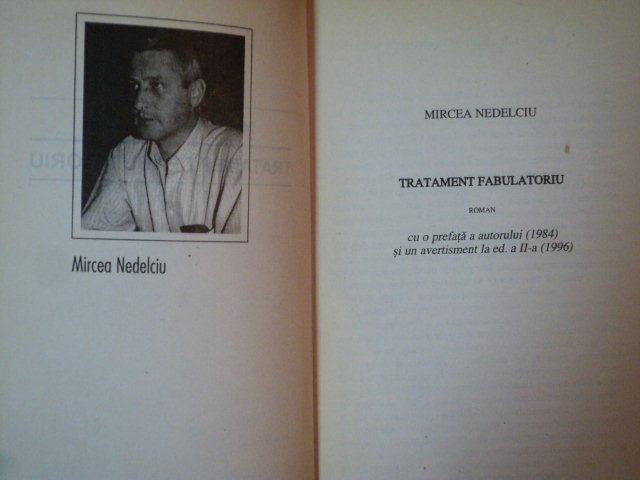 Mircea Nedelciu
MIRCEA NEDELCIU
TRATAMENT FABULATORIU
ROMAN
cu o prefață a autorului (1984)
și un avertisment la ed. a II-a (1996)